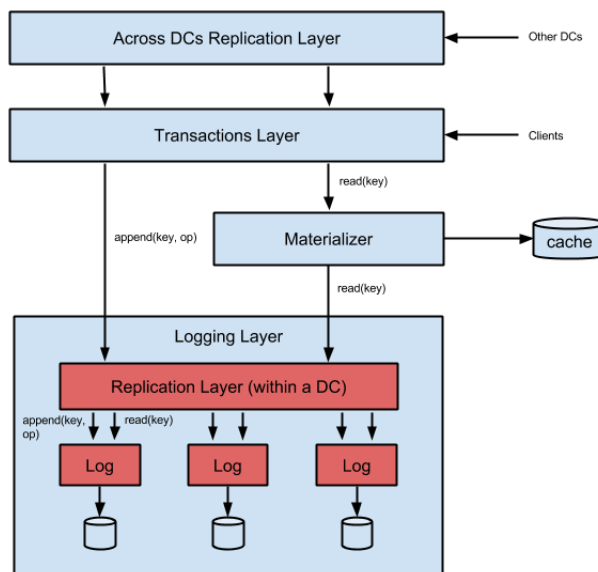 Across DCs Replication Layer
Other DCs
Transactions Layer
Clients
read(key)
append(key, op)
Materializer
cache
read(key)
Logging Layer
Replication Layer (within a DC)
append(key,
op)
read(key)
Log
Log
Log